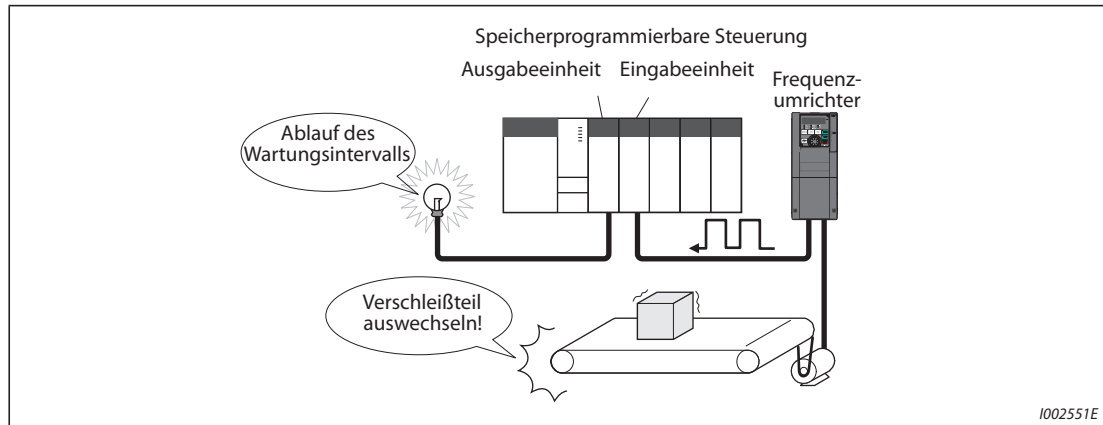 Speicherprogrammierbare Steuerung
Ausgabeeinheit Eingabeeinheit
Frequenz-
umrichter
Ablauf des
Wartungsintervalls
Verschleißteil
auswechseln!
I002551E